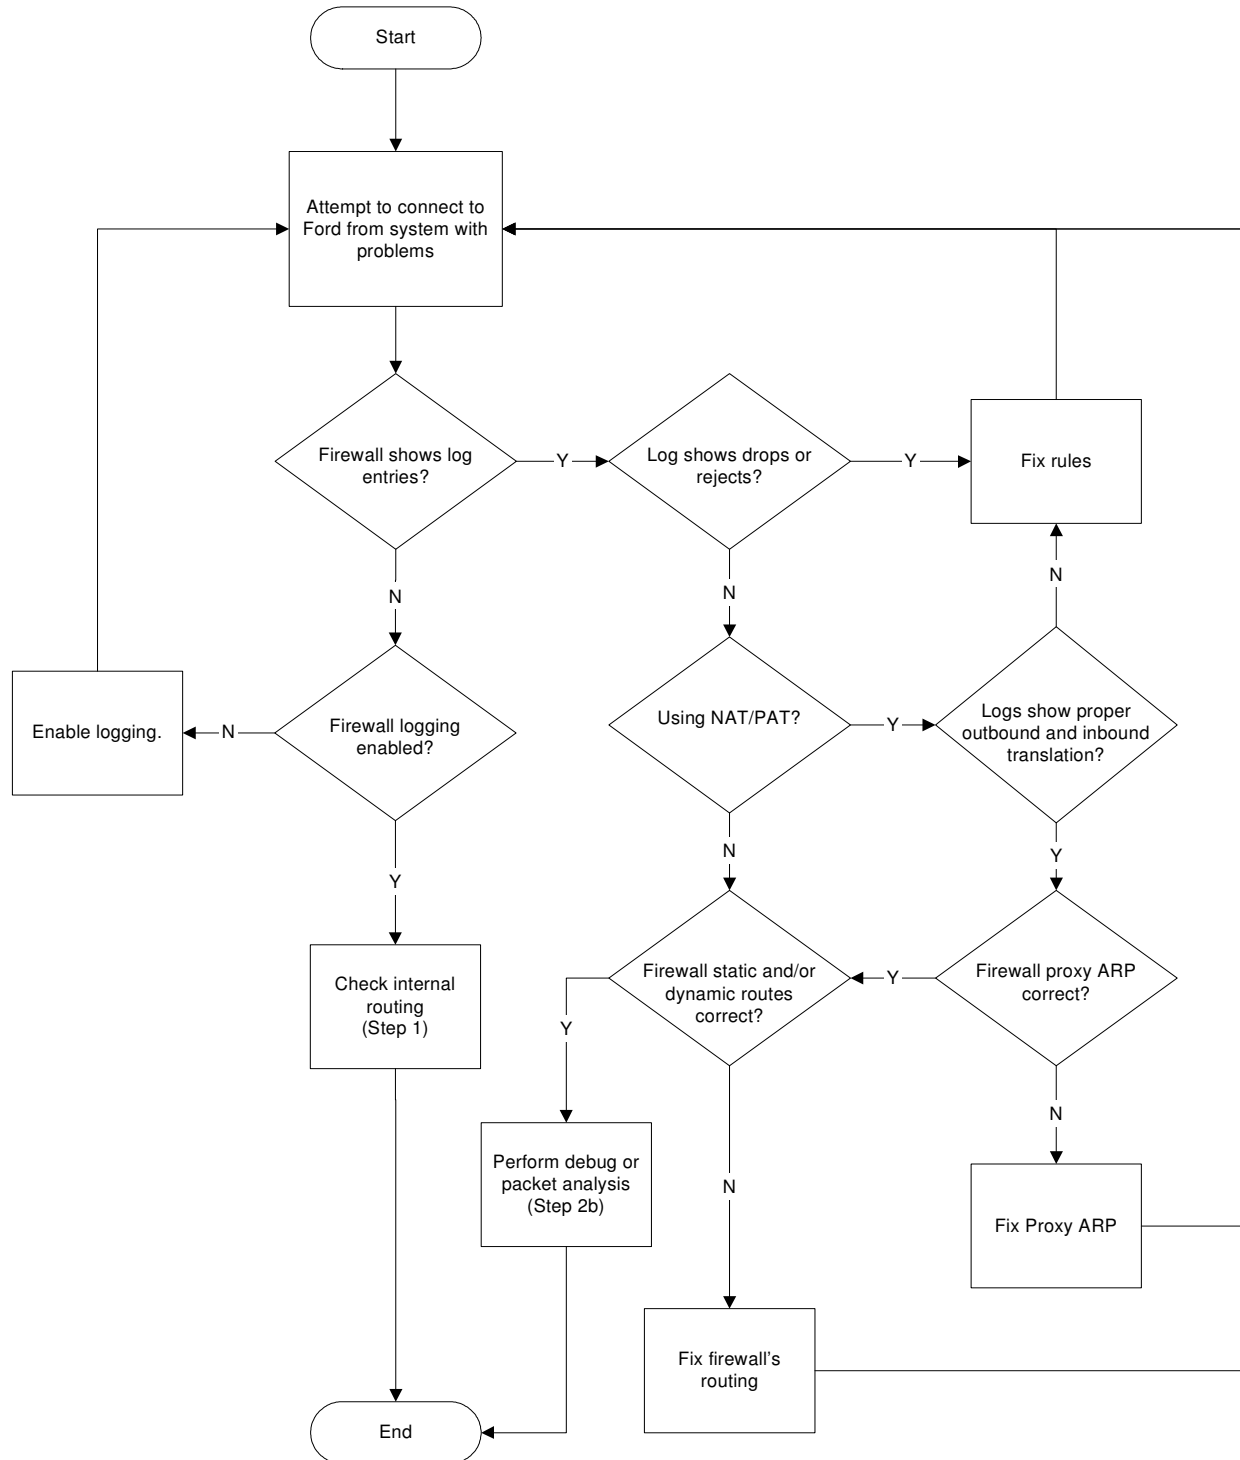 Start
Attempt to connect to
Ford from system with
problems
Firewall shows log
entries?
Y
Log shows drops or
rejects?
Y
Fix rules
N
N
N
Enable logging.
N
Firewall logging
enabled?
Using NAT/PAT?
Y
Logs show proper
outbound and inbound
translation?
Y
N
Y
Check internal
routing
(Step 1)
Firewall static and/or
dynamic routes
correct?
Y
Firewall proxy ARP
correct?
Y
N
N
Perform debug or
packet analysis
(Step 2b)
Fix Proxy ARP
Fix firewall's
routing
End